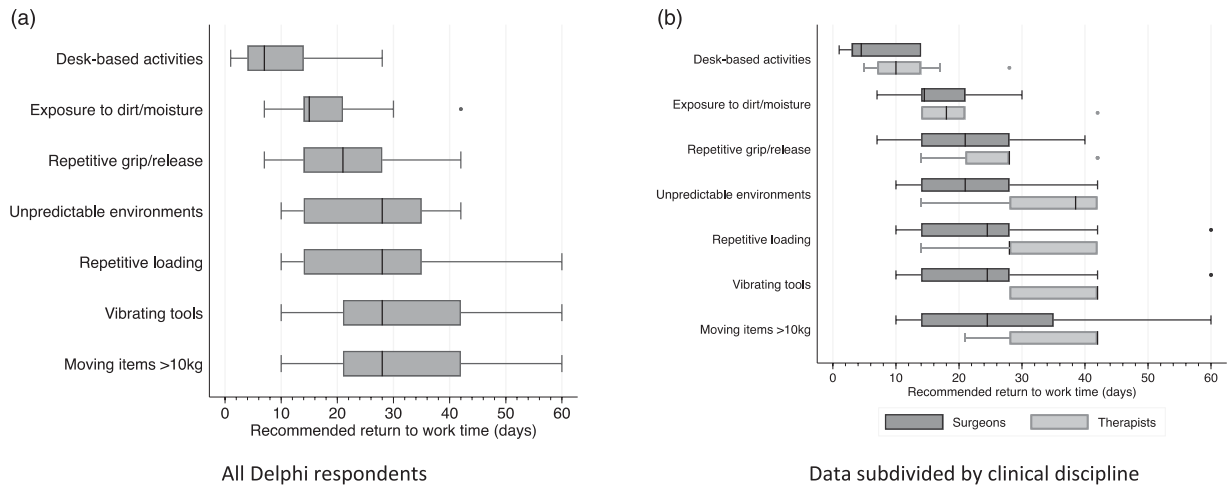 (a)
Desk-based activities
Exposure to dirt/moisture
Repetitive grip/release
Unpredictable environments
Repetitive loading
Vibrating tools
Moving items >10kg
0 10 20 30 40 50 60
Recommended return to work time (days)
All Delphi respondents
(b)
Desk-based activities
Exposure to dirt/moisture
Repetitive grip/release
Unpredictable environments
Repetitive loading
Vibrating tools
Moving items >10kg
0 10 20 30 40 50 60
Recommended return to work time (days)
Surgeons Therapists
Data subdivided by clinical discipline